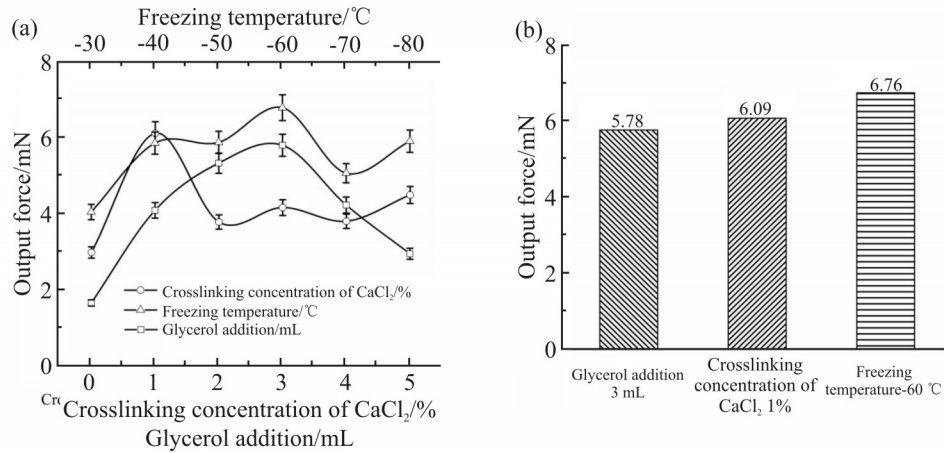 (a)
Freezing temperature/℃
-30 -40 -50 -60 -70 -80
8
6
4
2
0
Output force/mN
Crosslinking concentration of CaCl₂/%
Freezing temperature/℃
Glycerol addition/mL
0 1 2 3 4 5
Crosslinking concentration of CaCl₂/%
Glycerol addition/mL
(b)
8
6
4
2
0
Output force/mN
5.78
6.09
6.76
Glycerol addition
3 mL
Crosslinking
concentration of
CaCl₂ 1%
Freezing
temperature-60 ℃